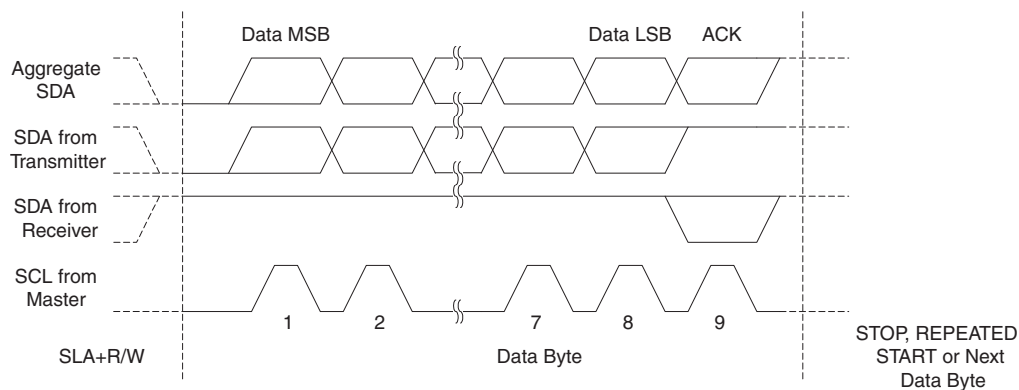 Data MSB
Data LSB
ACK
Aggregate
SDA
SDA from
Transmitter
SDA from
Receiver
SCL from
Master
1
2
7
8
9
SLA+R/W
Data Byte
STOP, REPEATED
START or Next
Data Byte